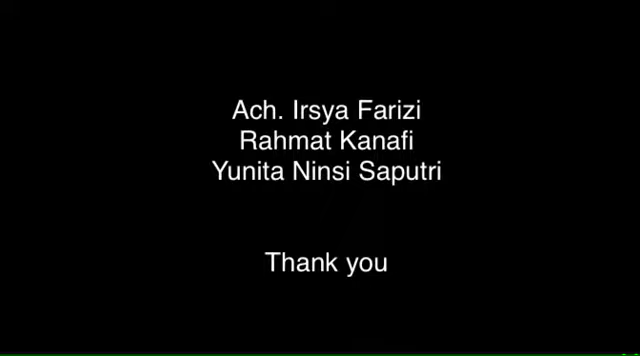 Ach. Irsya Farizi
Rahmat Kanafi
Yunita Ninsi Saputri
Thank you